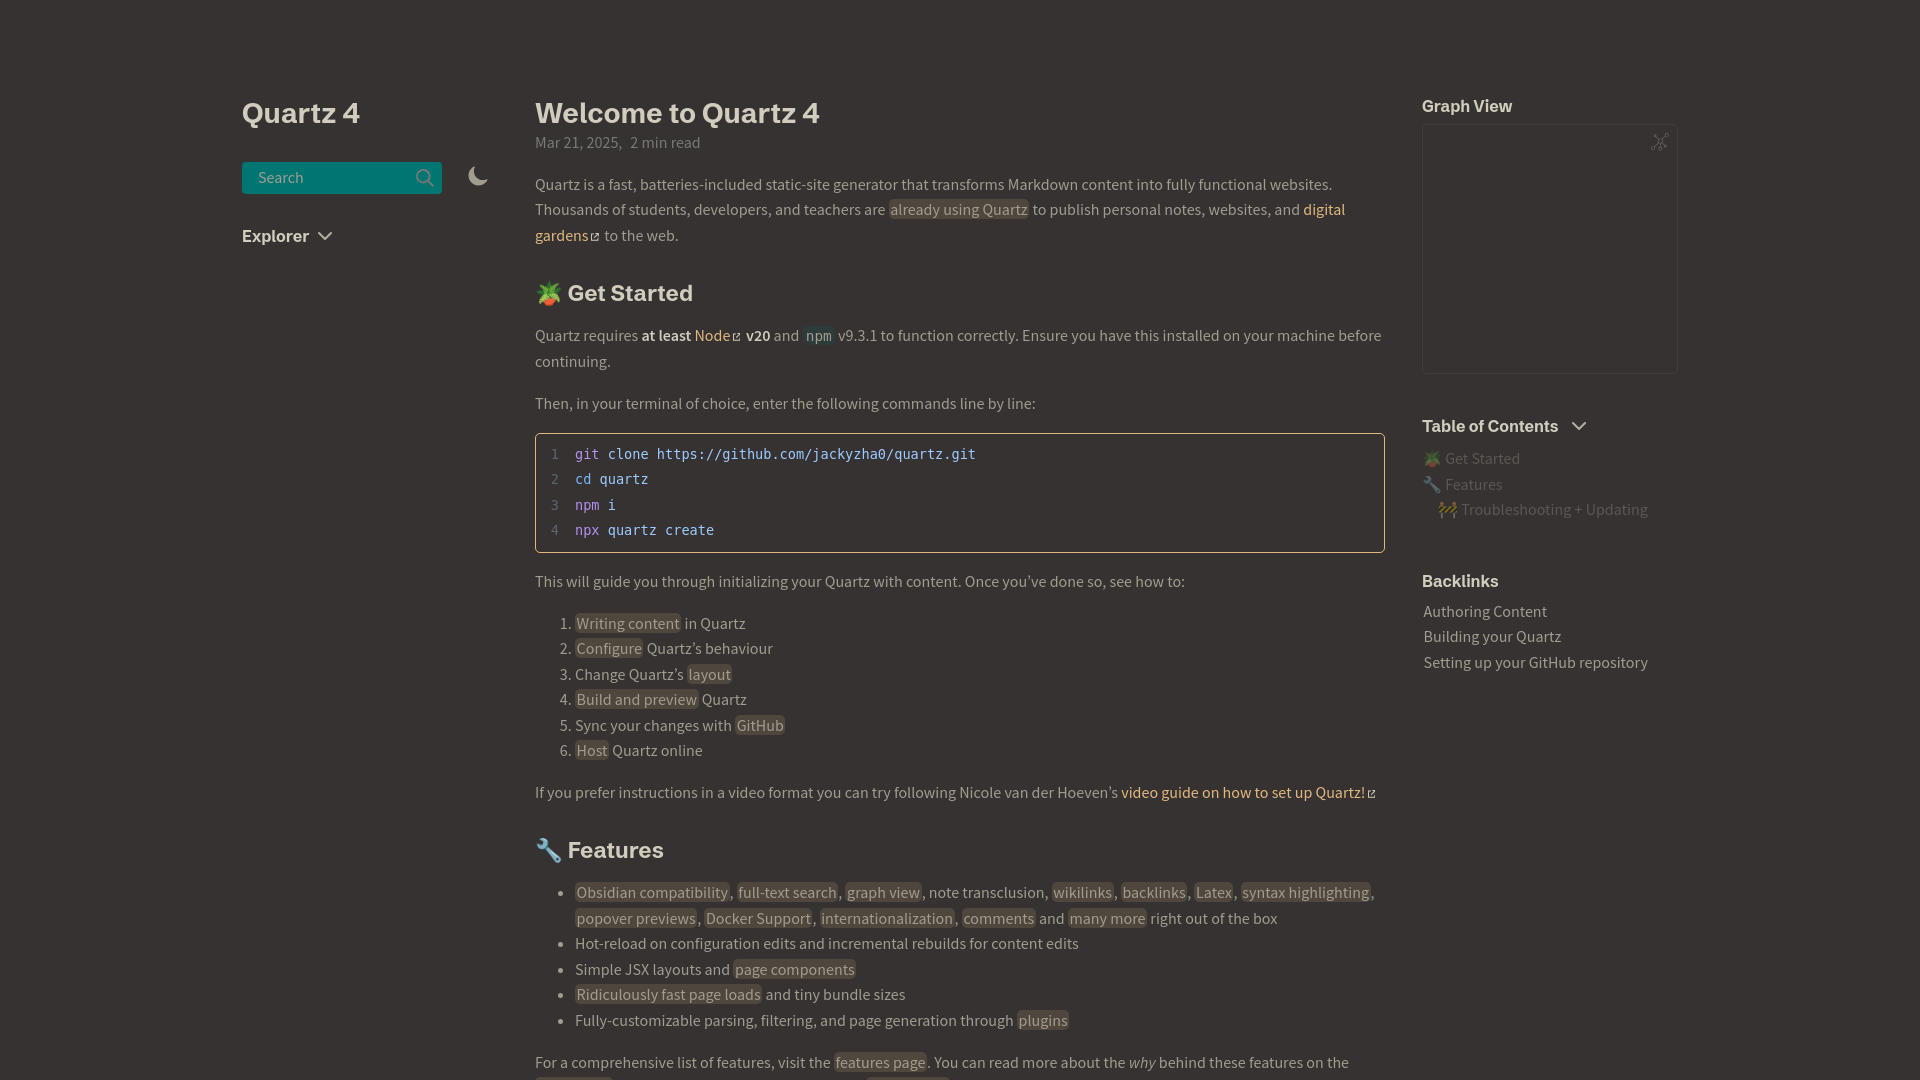 Quartz 4
Search
Explorer
Welcome to Quartz 4
Mar 21, 2025, 2 min read
Quartz is a fast, batteries-included static-site generator that transforms Markdown content into fully functional websites.
Thousands of students, developers, and teachers are already using Quartz to publish personal notes, websites, and digital
gardens to the web.
🪴 Get Started
Quartz requires at least Node v20 and npm v9.3.1 to function correctly. Ensure you have this installed on your machine before
continuing.
Then, in your terminal of choice, enter the following commands line by line:
1 git clone https://github.com/jackyzha0/quartz.git
2 cd quartz
3 npm i
4 npx quartz create
This will guide you through initializing your Quartz with content. Once you’ve done so, see how to:
1. Writing content in Quartz
2. Configure Quartz’s behaviour
3. Change Quartz’s layout
4. Build and preview Quartz
5. Sync your changes with GitHub
6. Host Quartz online
If you prefer instructions in a video format you can try following Nicole van der Hoeven’s video guide on how to set up Quartz!
🔧 Features
• Obsidian compatibility, full-text search, graph view, note transclusion, wikilinks, backlinks, Latex, syntax highlighting,
popover previews, Docker Support, internationalization, comments and many more right out of the box
• Hot-reload on configuration edits and incremental rebuilds for content edits
• Simple JSX layouts and page components
• Ridiculously fast page loads and tiny bundle sizes
• Fully-customizable parsing, filtering, and page generation through plugins
For a comprehensive list of features, visit the features page. You can read more about the why behind these features on the
Graph View
Table of Contents
🪴 Get Started
🔧 Features
🚧 Troubleshooting + Updating
Backlinks
Authoring Content
Building your Quartz
Setting up your GitHub repository